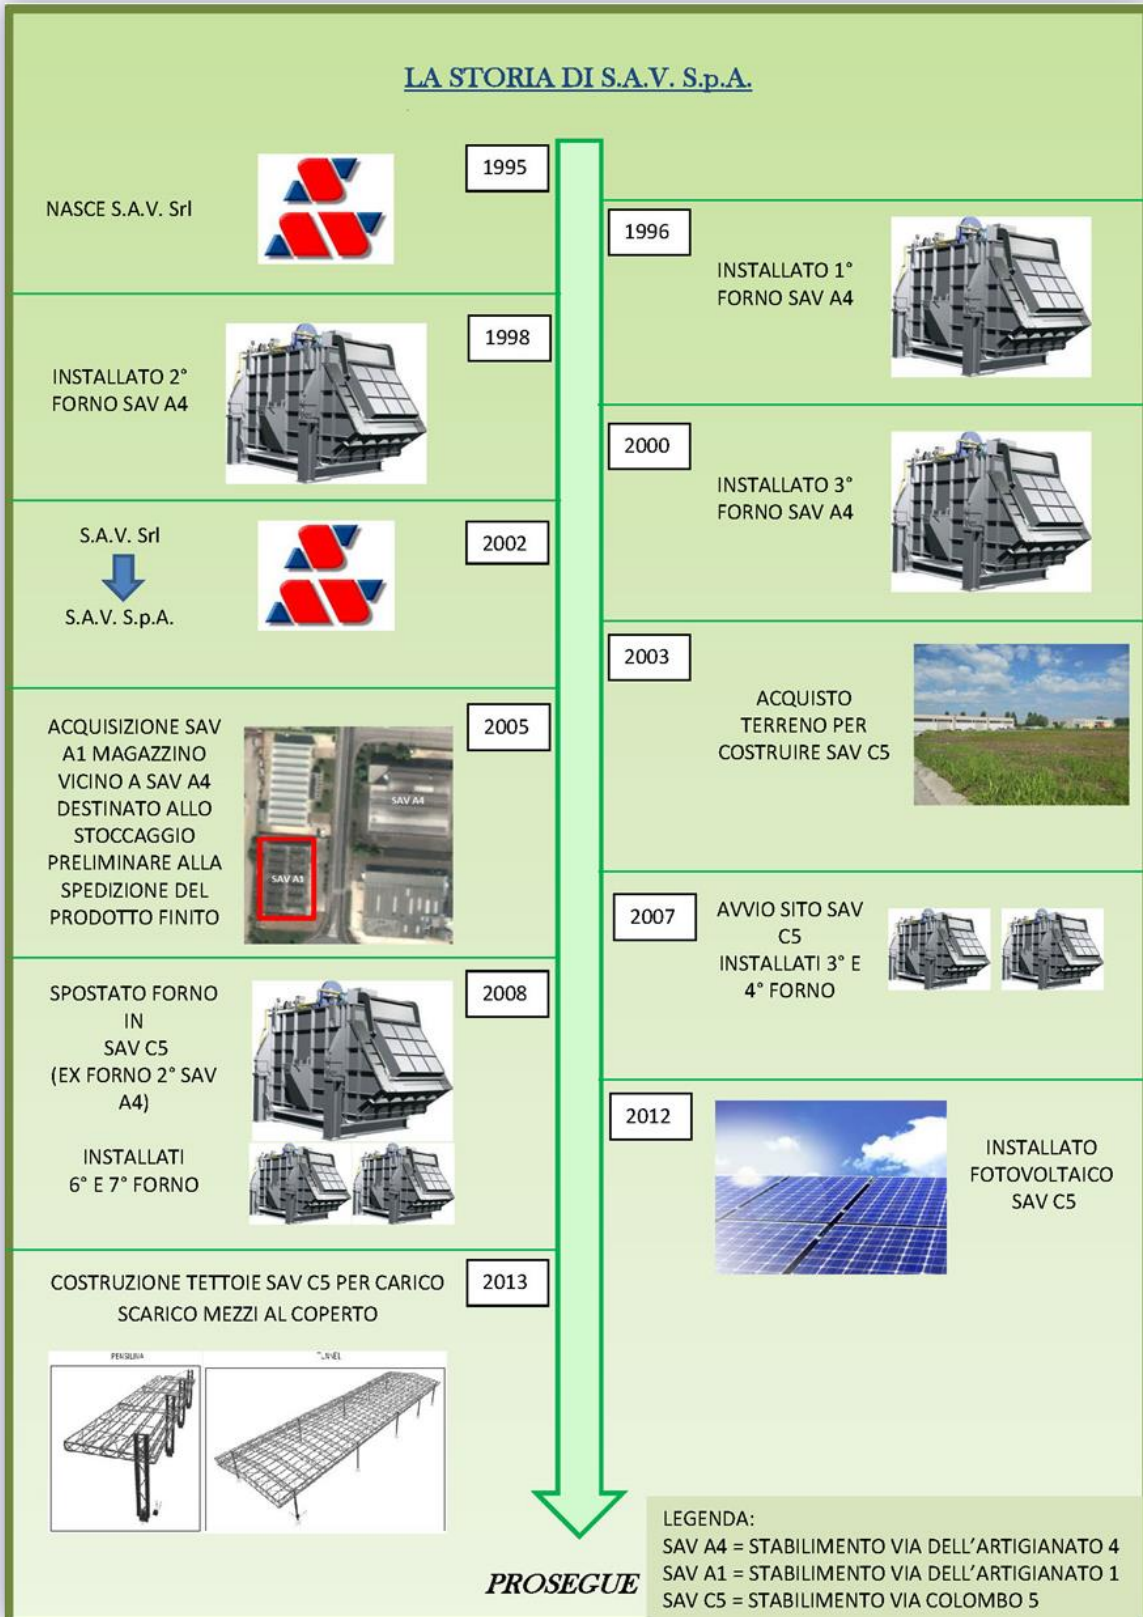 LA STORIA DI S.A.V. S.p.A.
1995
NASCE S.A.V. Srl
1996
INSTALLATO 1°
FORNO SAV A4
1998
INSTALLATO 2°
FORNO SAV A4
2000
INSTALLATO 3°
FORNO SAV A4
2002
S.A.V. Srl
S.A.V. S.p.A.
2003
ACQUISTO
TERRENO PER
COSTRUIRE SAV C5
2005
ACQUISIZIONE SAV
A1 MAGAZZINO
VICINO A SAV A4
DESTINATO ALLO
STOCCAGGIO
PRELIMINARE ALLA
SPEDIZIONE DEL
PRODOTTO FINITO
SAV A4
SAV A1
2007
AVVIO SITO SAV
C5
INSTALLATI 3° E
4° FORNO
2008
SPOSTATO FORNO
IN
SAV C5
(EX FORNO 2° SAV
A4)
INSTALLATI
6° E 7° FORNO
2012
INSTALLATO
FOTOVOLTAICO
SAV C5
2013
COSTRUZIONE TETTOIE SAV C5 PER CARICO
SCARICO MEZZI AL COPERTO
PENSILINA
TUNNEL
PROSEGUE
LEGENDA:
SAV A4 = STABILIMENTO VIA DELL'ARTIGIANATO 4
SAV A1 = STABILIMENTO VIA DELL'ARTIGIANATO 1
SAV C5 = STABILIMENTO VIA COLOMBO 5